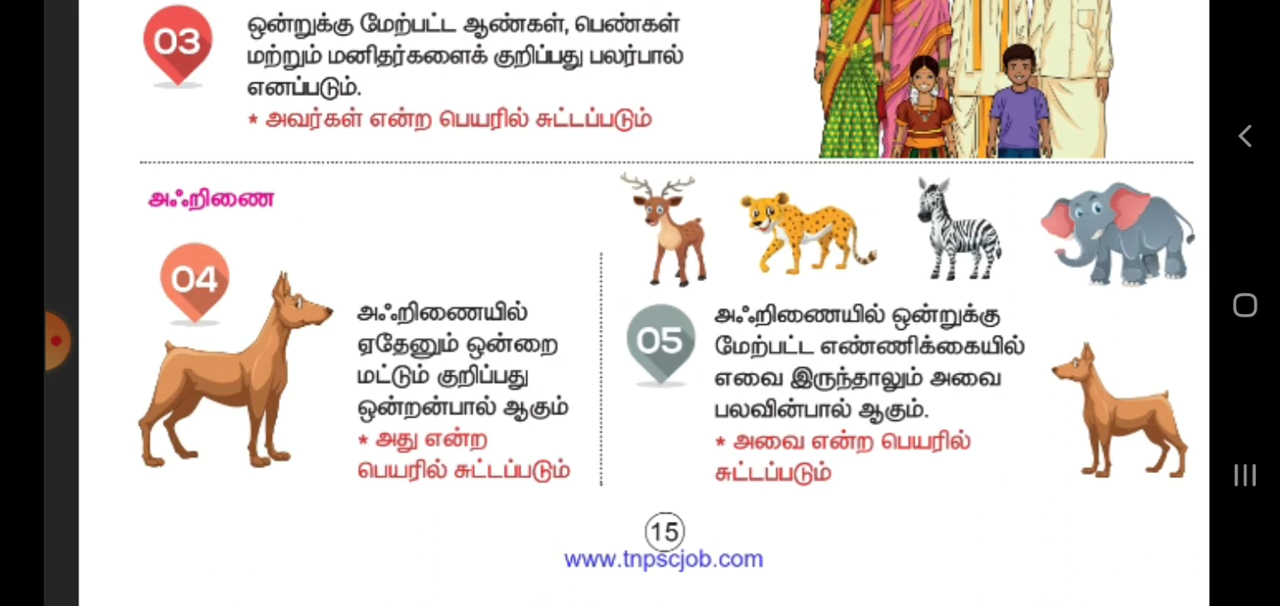 03
ஒன்றுக்கு மேற்பட்ட ஆண்கள், பெண்கள்
மற்றும் மனிதர்களைக் குறிப்பது பலர்பால்
எனப்படும்.
* அவர்கள் என்ற பெயரில் சுட்டப்படும்
அஃறிணை
04
அஃறிணையில்
ஏதேனும் ஒன்றை
மட்டும் குறிப்பது
ஒன்றன்பால் ஆகும்
* அது என்ற
பெயரில் சுட்டப்படும்
05
அஃறிணையில் ஒன்றுக்கு
மேற்பட்ட எண்ணிக்கையில்
எவை இருந்தாலும் அவை
பலவின்பால் ஆகும்.
* அவை என்ற பெயரில்
சுட்டப்படும்
15
www.tnpscjob.com